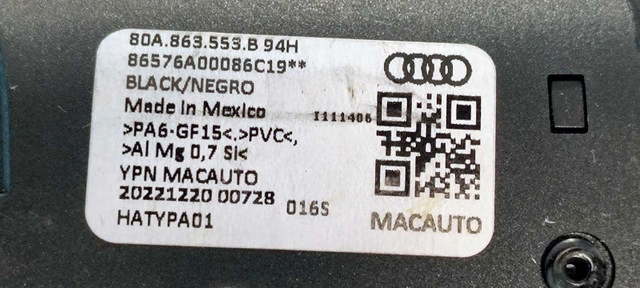 80A.863.553.B 94H
86576A00086C19**
BLACK/NEGRO
Made in Mexico
I111406
>PA6-GF15<.>PVC<,
>Al Mg 0,7 Si<
YPN MACAUTO
20221220 00728 016S
HATYPA01
MACAUTO